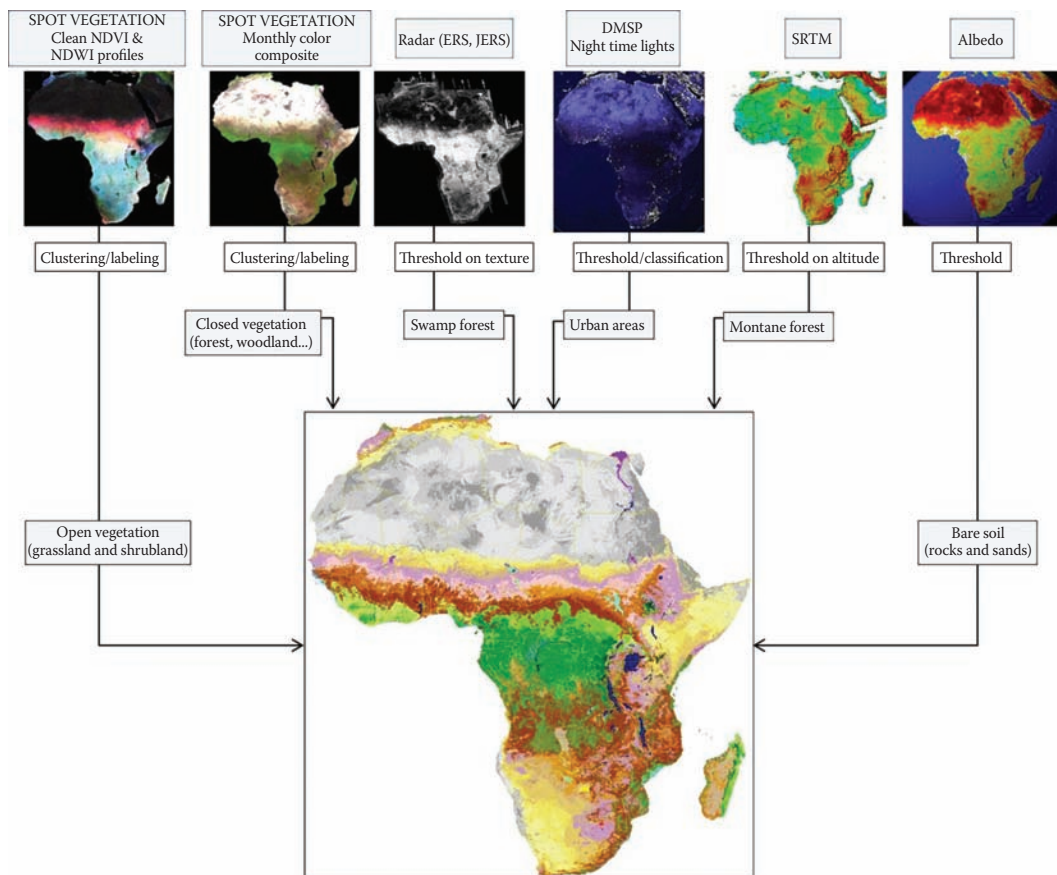 SPOT VEGETATION
Clean NDVI &
NDWI profiles
SPOT VEGETATION
Monthly color
composite
Radar (ERS, JERS)
DMSP
Night time lights
SRTM
Albedo
Clustering/labeling
Clustering/labeling
Threshold on texture
Threshold/classification
Threshold on altitude
Threshold
Closed vegetation
(forest, woodland...)
Swamp forest
Urban areas
Montane forest
Open vegetation
(grassland and shrubland)
Bare soil
(rocks and sands)